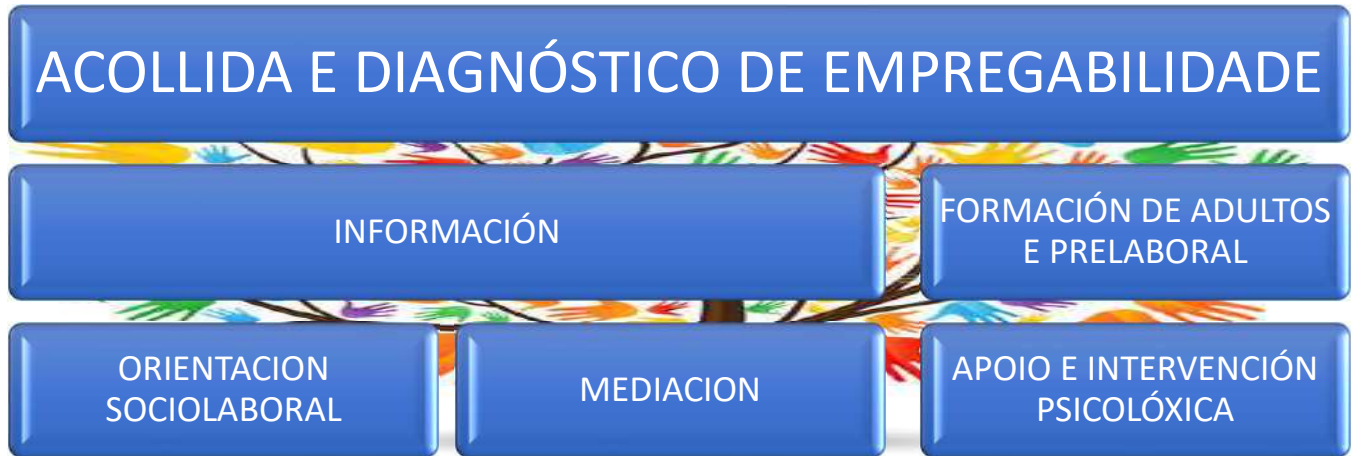 ACOLLIDA E DIAGNÓSTICO DE EMPREGABILIDADE
INFORMACIÓN
FORMACIÓN DE ADULTOS
E PRELABORAL
ORIENTACION
SOCIOLABORAL
MEDIACION
APOIO E INTERVENCIÓN
PSICOLÓXICA